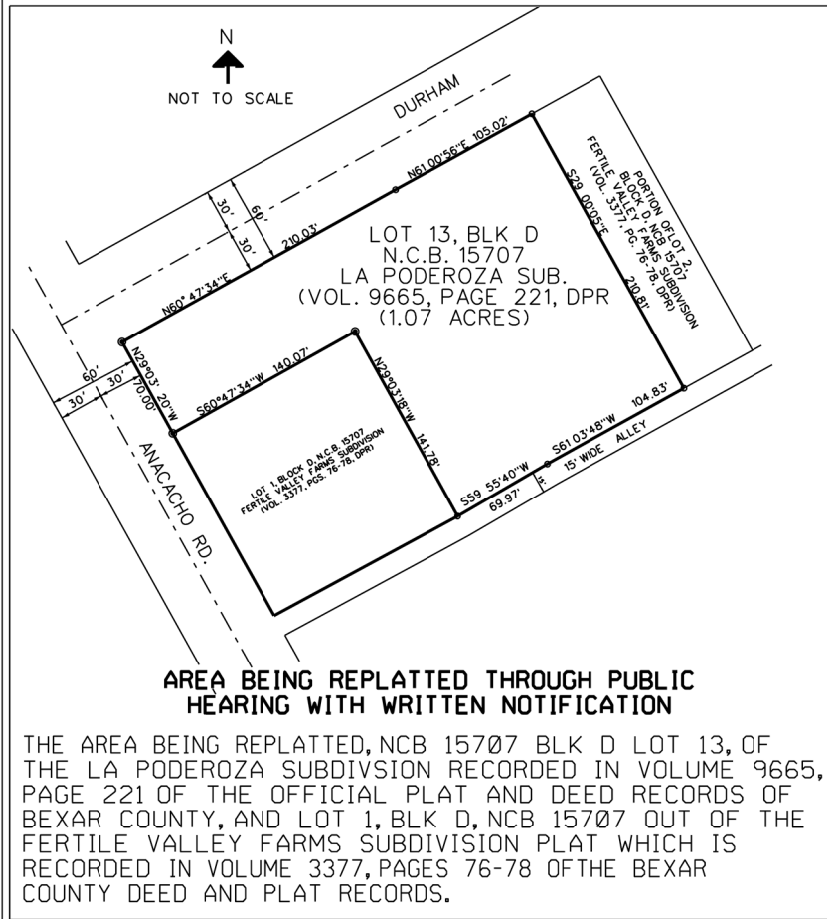 N
NOT TO SCALE
DURHAM
N61 00'56"E 105.02'
30'
60'
30'
210.03'
N60° 47'34"E
LOT 13, BLK D
N.C.B. 15707
LA PODEROZA SUB.
(VOL. 9665, PAGE 221, DPR
(1.07 ACRES)
PORTION OF LOT 2,
BLOCK D, NCB 15707
FERTILE VALLEY FARMS SUBDIVISION
(VOL. 3377, PG. 76-78, DPR)
S29 00'05"E
210.81'
60'
30'
30'
N29°03' 20"W
70.00'
S60°47'34"W 140.07'
N29°03'18"W
141.78'
LOT 1, BLOCK D, N.C.B. 15707
FERTILE VALLEY FARMS SUBDIVISION
(VOL. 3377, PGS. 76-78, DPR)
ANACACHO RD.
S59 55'40"W
69.97'
S61 03'48"W 104.83'
15' WIDE ALLEY
15'
AREA BEING REPLATTED THROUGH PUBLIC
HEARING WITH WRITTEN NOTIFICATION
THE AREA BEING REPLATTED, NCB 15707 BLK D LOT 13, OF
THE LA PODEROZA SUBDIVSION RECORDED IN VOLUME 9665,
PAGE 221 OF THE OFFICIAL PLAT AND DEED RECORDS OF
BEXAR COUNTY, AND LOT 1, BLK D, NCB 15707 OUT OF THE
FERTILE VALLEY FARMS SUBDIVISION PLAT WHICH IS
RECORDED IN VOLUME 3377, PAGES 76-78 OF THE BEXAR
COUNTY DEED AND PLAT RECORDS.